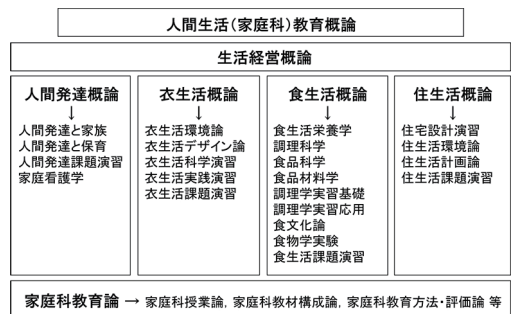 人間生活(家庭科)教育概論
生活経営概論
人間発達概論
↓
人間発達と家族
人間発達と保育
人間発達課題演習
家庭看護学
衣生活概論
↓
衣生活環境論
衣生活デザイン論
衣生活科学演習
衣生活実践演習
衣生活課題演習
食生活概論
↓
食生活栄養学
調理科学
食品科学
食品材料学
調理学実習基礎
調理学実習応用
食文化論
食物学実験
食生活課題演習
住生活概論
↓
住宅設計演習
住生活環境論
住生活計画論
住生活課題演習
家庭科教育論 → 家庭科授業論, 家庭科教材構成論, 家庭科教育方法・評価論 等